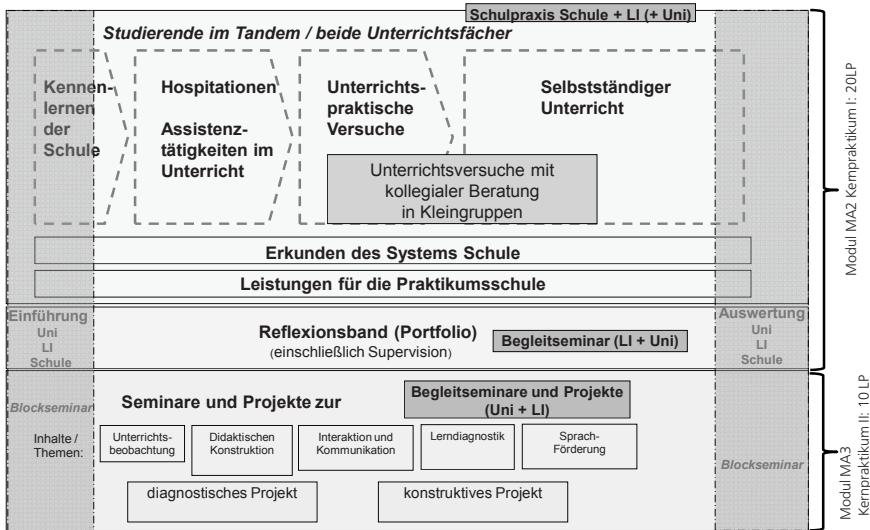 Schulpraxis Schule + LI (+ Uni)
Studierende im Tandem / beide Unterrichtsfächer
Kennen-
lernen
der
Schule
Hospitationen
Assistenz-
tätigkeiten im
Unterricht
Unterrichts-
praktische
Versuche
Selbstständiger
Unterricht
Unterrichtsversuche mit
kollegialer Beratung
in Kleingruppen
Erkunden des Systems Schule
Leistungen für die Praktikumsschule
Einführung
Uni
LI
Schule
Reflexionsband (Portfolio)
(einschließlich Supervision)
Begleitseminar (LI + Uni)
Auswertung
Uni
LI
Schule
Modul MA2 Kernpraktikum I: 20LP
Blockseminar
Seminare und Projekte zur
Begleitseminare und Projekte
(Uni + LI)
Inhalte /
Themen:
Unterrichts-
beobachtung
Didaktischen
Konstruktion
Interaktion und
Kommunikation
Lerndiagnostik
Sprach-
Förderung
Blockseminar
diagnostisches Projekt
konstruktives Projekt
Modul MA3
Kernpraktikum II: 10 LP